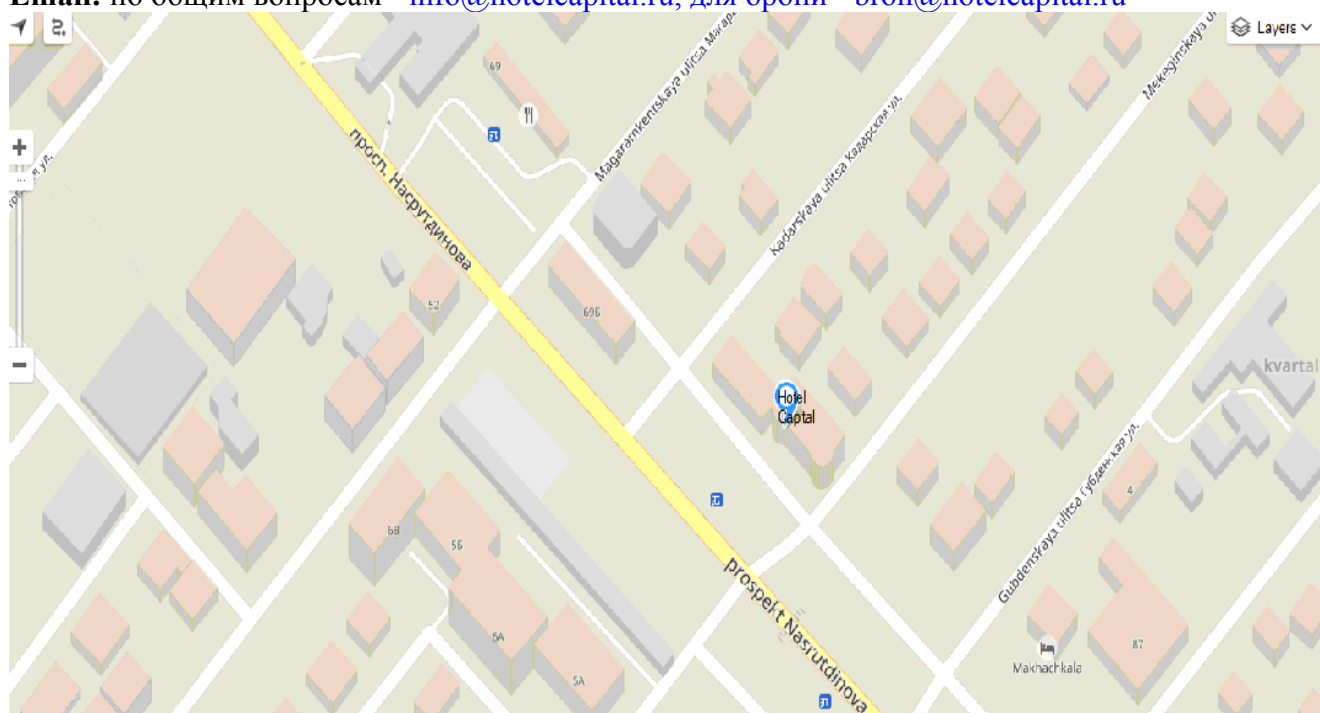 Email: по общим вопросам - info@hotelcapital.ru, для брони - bron@hotelcapital.ru
Layers
69
Magaramkentskaya ulitsa
Kadarskaya ulitsa Кадарская ул.
Mekeginskaya
просп. Насрутдинова
52
69Б
Hotel
Capital
kvartal
6В
5Б
4
Gubdenskaya ulitsa Губденская ул.
prospekt Nasrutdinova
5А
5А
87
Makhachkala